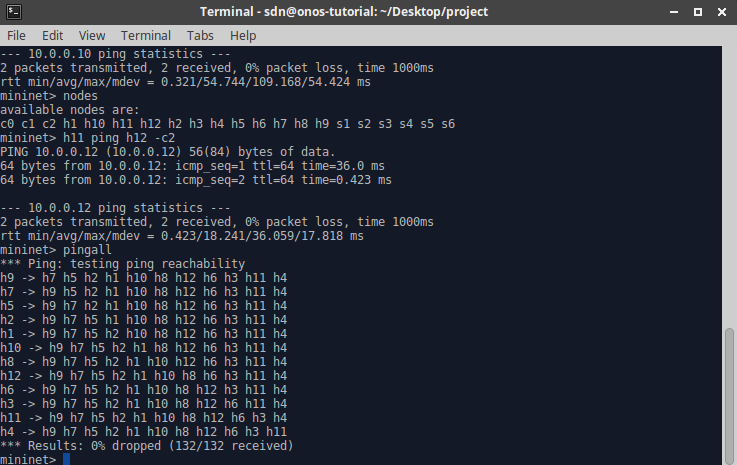 Terminal - sdn@onos-tutorial: ~/Desktop/project
File Edit View Terminal Tabs Help
--- 10.0.0.10 ping statistics ---
2 packets transmitted, 2 received, 0% packet loss, time 1000ms
rtt min/avg/max/mdev = 0.321/54.744/109.168/54.424 ms
mininet> nodes
available nodes are:
c0 c1 c2 h1 h10 h11 h12 h2 h3 h4 h5 h6 h7 h8 h9 s1 s2 s3 s4 s5 s6
mininet> h11 ping h12 -c2
PING 10.0.0.12 (10.0.0.12) 56(84) bytes of data.
64 bytes from 10.0.0.12: icmp_seq=1 ttl=64 time=36.0 ms
64 bytes from 10.0.0.12: icmp_seq=2 ttl=64 time=0.423 ms

--- 10.0.0.12 ping statistics ---
2 packets transmitted, 2 received, 0% packet loss, time 1000ms
rtt min/avg/max/mdev = 0.423/18.241/36.059/17.818 ms
mininet> pingall
*** Ping: testing ping reachability
h9 -> h7 h5 h2 h1 h10 h8 h12 h6 h3 h11 h4
h7 -> h9 h5 h2 h1 h10 h8 h12 h6 h3 h11 h4
h5 -> h9 h7 h2 h1 h10 h8 h12 h6 h3 h11 h4
h2 -> h9 h7 h5 h1 h10 h8 h12 h6 h3 h11 h4
h1 -> h9 h7 h5 h2 h10 h8 h12 h6 h3 h11 h4
h10 -> h9 h7 h5 h2 h1 h8 h12 h6 h3 h11 h4
h8 -> h9 h7 h5 h2 h1 h10 h12 h6 h3 h11 h4
h12 -> h9 h7 h5 h2 h1 h10 h8 h6 h3 h11 h4
h6 -> h9 h7 h5 h2 h1 h10 h8 h12 h3 h11 h4
h3 -> h9 h7 h5 h2 h1 h10 h8 h12 h6 h11 h4
h11 -> h9 h7 h5 h2 h1 h10 h8 h12 h6 h3 h4
h4 -> h9 h7 h5 h2 h1 h10 h8 h12 h6 h3 h11
*** Results: 0% dropped (132/132 received)
mininet>